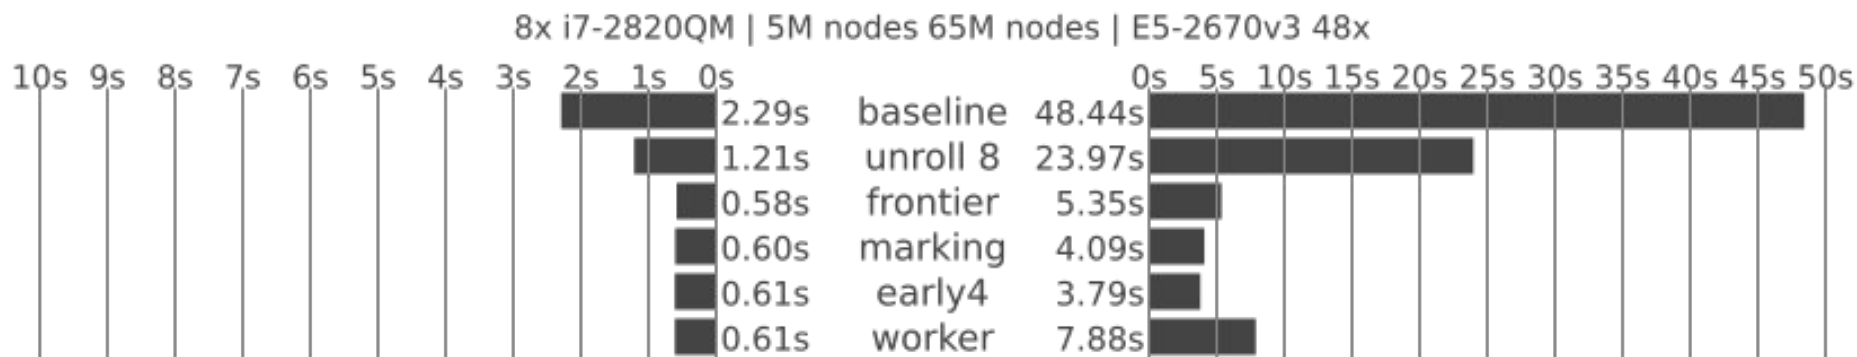 8x i7-2820QM | 5M nodes 65M nodes | E5-2670v3 48x
10s 9s 8s 7s 6s 5s 4s 3s 2s 1s 0s 0s 5s 10s 15s 20s 25s 30s 35s 40s 45s 50s
2.29s baseline 48.44s
1.21s unroll 8 23.97s
0.58s frontier 5.35s
0.60s marking 4.09s
0.61s early4 3.79s
0.61s worker 7.88s